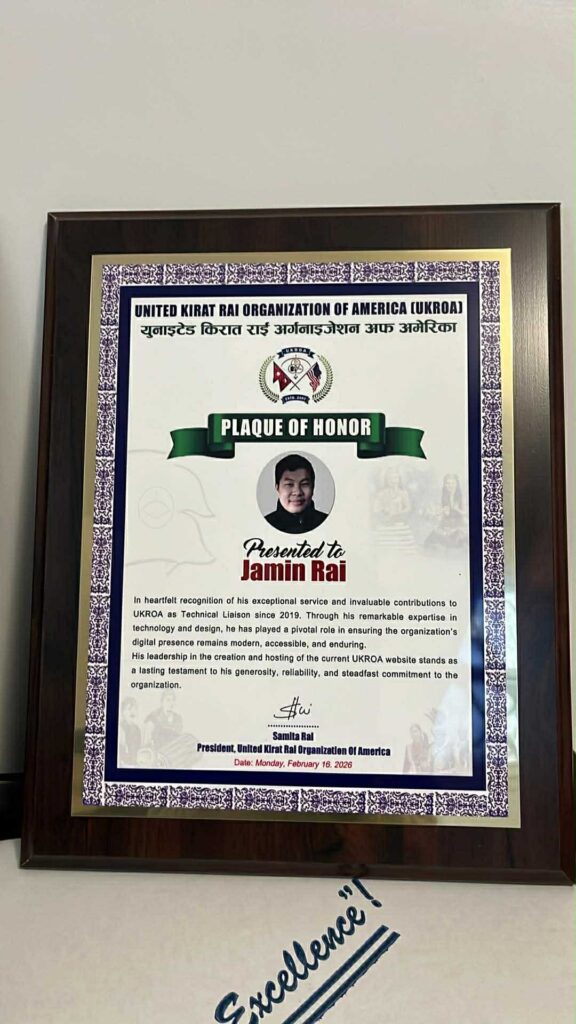 UNITED KIRAT RAI ORGANIZATION OF AMERICA (UKROA)
युनाइटेड किरात राई अर्गनाइजेशन अफ अमेरिका
UKROA
PLAQUE OF HONOR
Presented to
Jamin Rai
In heartfelt recognition of his exceptional service and invaluable contributions to
UKROA as Technical Liaison since 2019. Through his remarkable expertise in
technology and design, he has played a pivotal role in ensuring the organization's
digital presence remains modern, accessible, and enduring.
His leadership in the creation and hosting of the current UKROA website stands as
a lasting testament to his generosity, reliability, and steadfast commitment to the
organization.
Samita Rai
President, United Kirat Rai Organization Of America
Date: Monday, February 16, 2026
Excellence"!